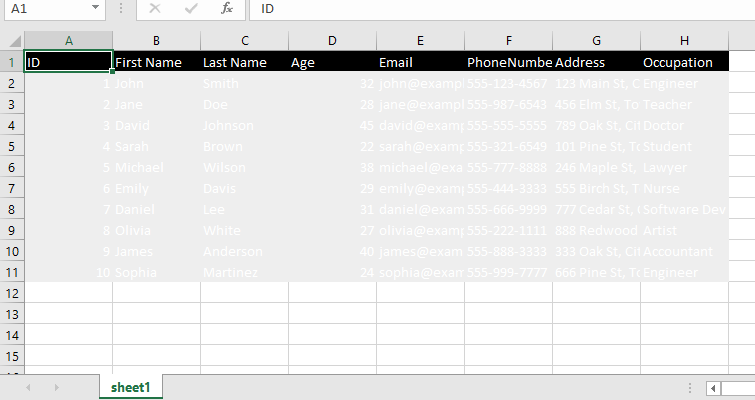 A1 fx ID
A B C D E F G H
1 ID First Name Last Name Age Email PhoneNumbe Address Occupation
2 1 John Smith 32 john@exampl 555-123-4567 123 Main St, C Engineer
3 2 Jane Doe 28 jane@examp 555-987-6543 456 Elm St, To Teacher
4 3 David Johnson 45 david@examp 555-555-5555 789 Oak St, Cit Doctor
5 4 Sarah Brown 22 sarah@examp 555-321-6549 101 Pine St, To Student
6 5 Michael Wilson 38 michael@exa 555-777-8888 246 Maple St, Lawyer
7 6 Emily Davis 29 emily@examp 555-444-3333 555 Birch St, T Nurse
8 7 Daniel Lee 31 daniel@exam 555-666-9999 777 Cedar St, Software Dev
9 8 Olivia White 27 olivia@examp 555-222-1111 888 Redwood Artist
10 9 James Anderson 40 james@exam 555-888-3333 333 Oak St, Cit Accountant
11 10 Sophia Martinez 24 sophia@exam 555-999-7777 666 Pine St, To Engineer
12
13
14
15
sheet1